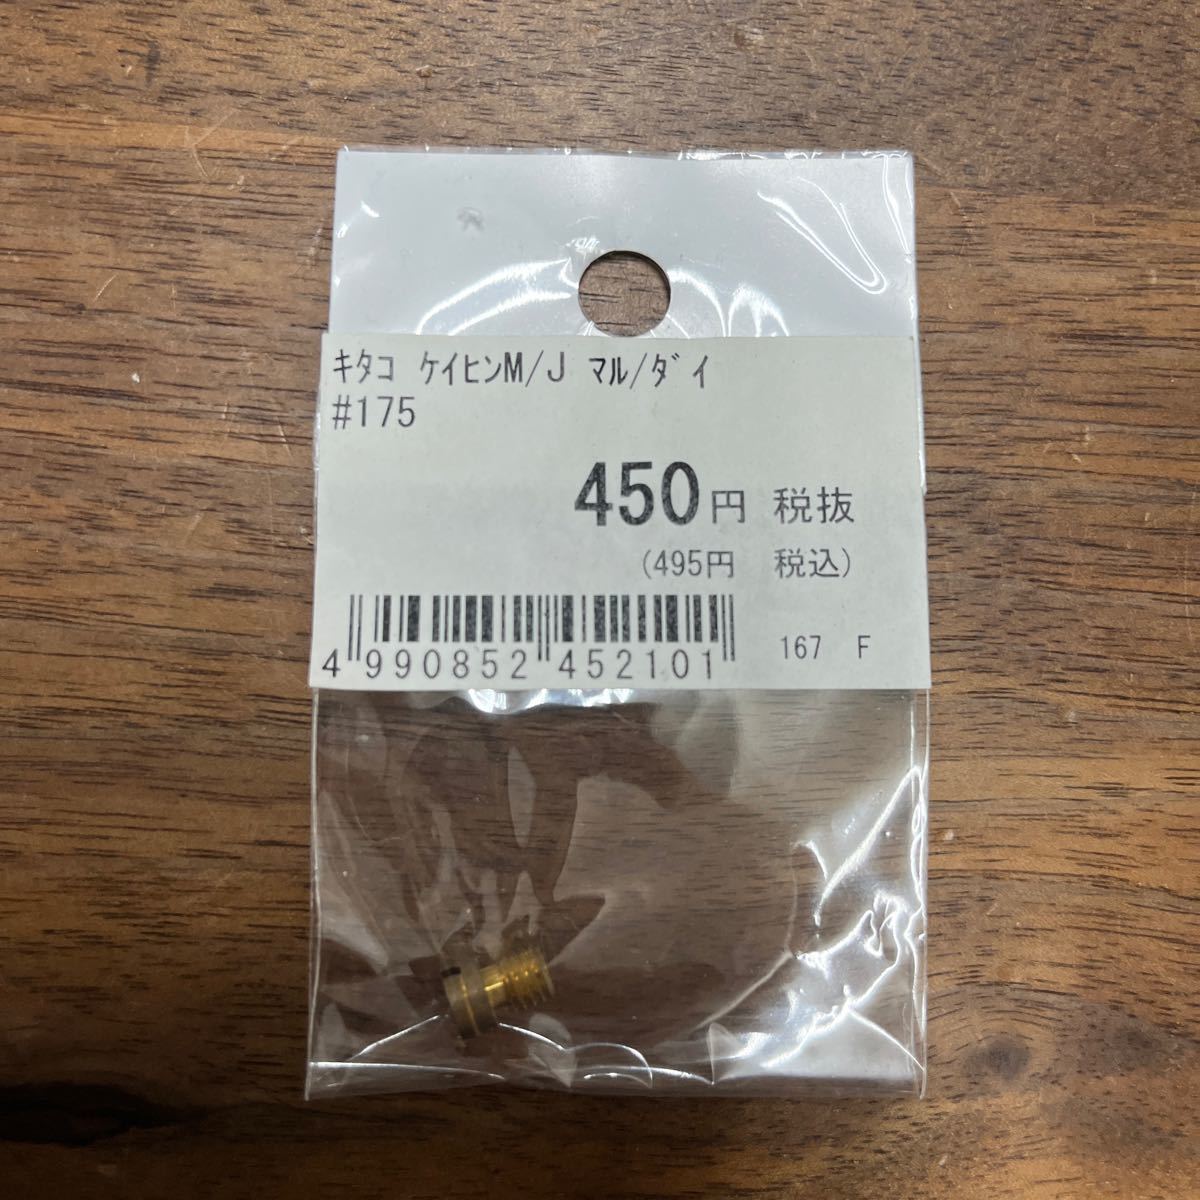 ｷﾀｺ ｹｲﾋﾝM/J ﾏﾙ/ﾀﾞｲ
#175
450円 税抜
(495円 税込)
4 990852 452101
167 F